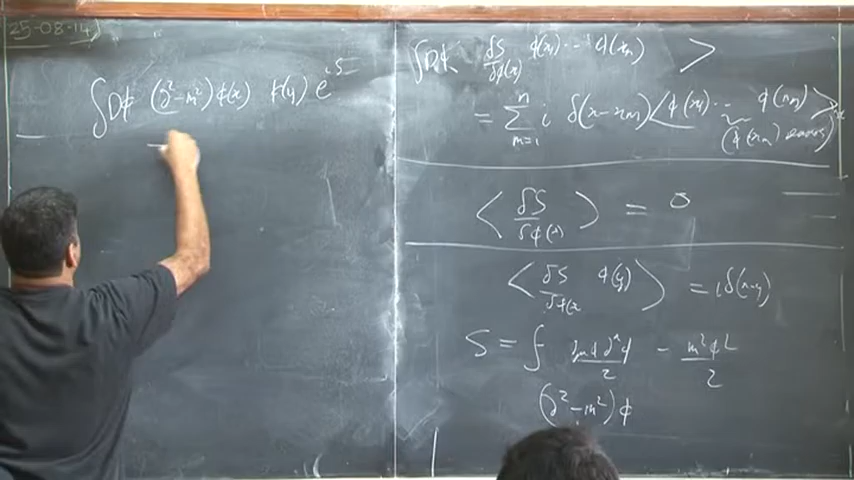 25-08-14
∫Dφ (∂²-m²)φ(x) φ(y) e^{iS}
∫Dφ δS/δφ(x) φ(x₁)... φ(xₙ) >
= Σ_{m=1}^{n} i δ(x-x_m) <φ(x₁)... φ(xₙ)>
(φ(x_m)
< δS/δφ(x) > = 0
< δS/δφ(x) φ(y) > = iδ(x-y)
S = ∫ ∂_μφ ∂^μφ/2 - m²φ²/2
(∂²-m²)φ